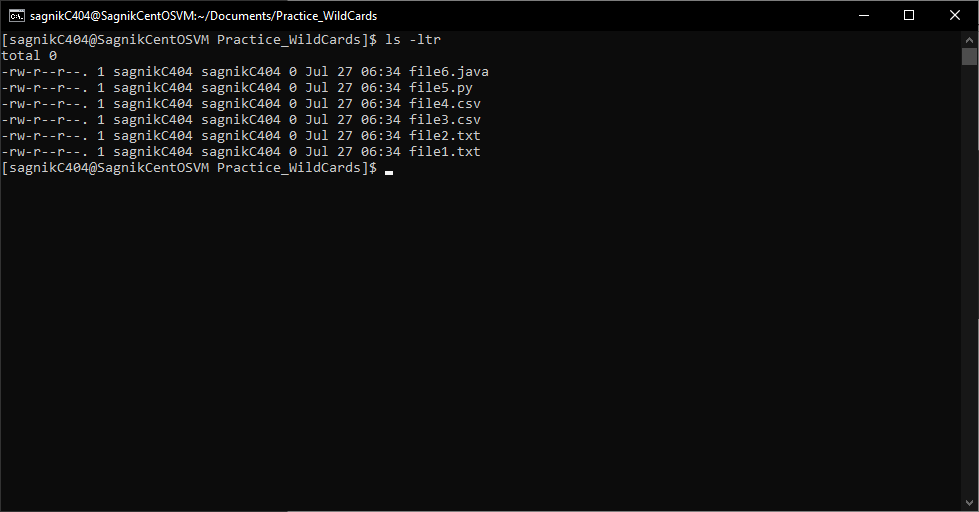 sagnikC404@SagnikCentOSVM:~/Documents/Practice_WildCards
[sagnikC404@SagnikCentOSVM Practice_WildCards]$ ls -ltr
total 0
-rw-r--r--. 1 sagnikC404 sagnikC404 0 Jul 27 06:34 file6.java
-rw-r--r--. 1 sagnikC404 sagnikC404 0 Jul 27 06:34 file5.py
-rw-r--r--. 1 sagnikC404 sagnikC404 0 Jul 27 06:34 file4.csv
-rw-r--r--. 1 sagnikC404 sagnikC404 0 Jul 27 06:34 file3.csv
-rw-r--r--. 1 sagnikC404 sagnikC404 0 Jul 27 06:34 file2.txt
-rw-r--r--. 1 sagnikC404 sagnikC404 0 Jul 27 06:34 file1.txt
[sagnikC404@SagnikCentOSVM Practice_WildCards]$